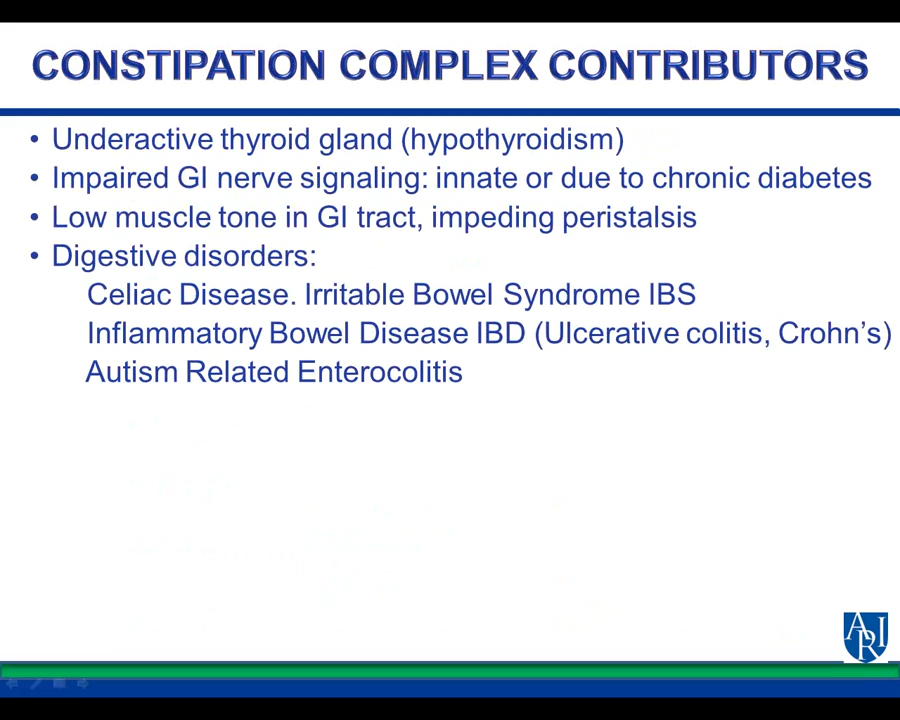 CONSTIPATION COMPLEX CONTRIBUTORS
• Underactive thyroid gland (hypothyroidism)
• Impaired GI nerve signaling: innate or due to chronic diabetes
• Low muscle tone in GI tract, impeding peristalsis
• Digestive disorders:
Celiac Disease. Irritable Bowel Syndrome IBS
Inflammatory Bowel Disease IBD (Ulcerative colitis, Crohn’s)
Autism Related Enterocolitis
ARI